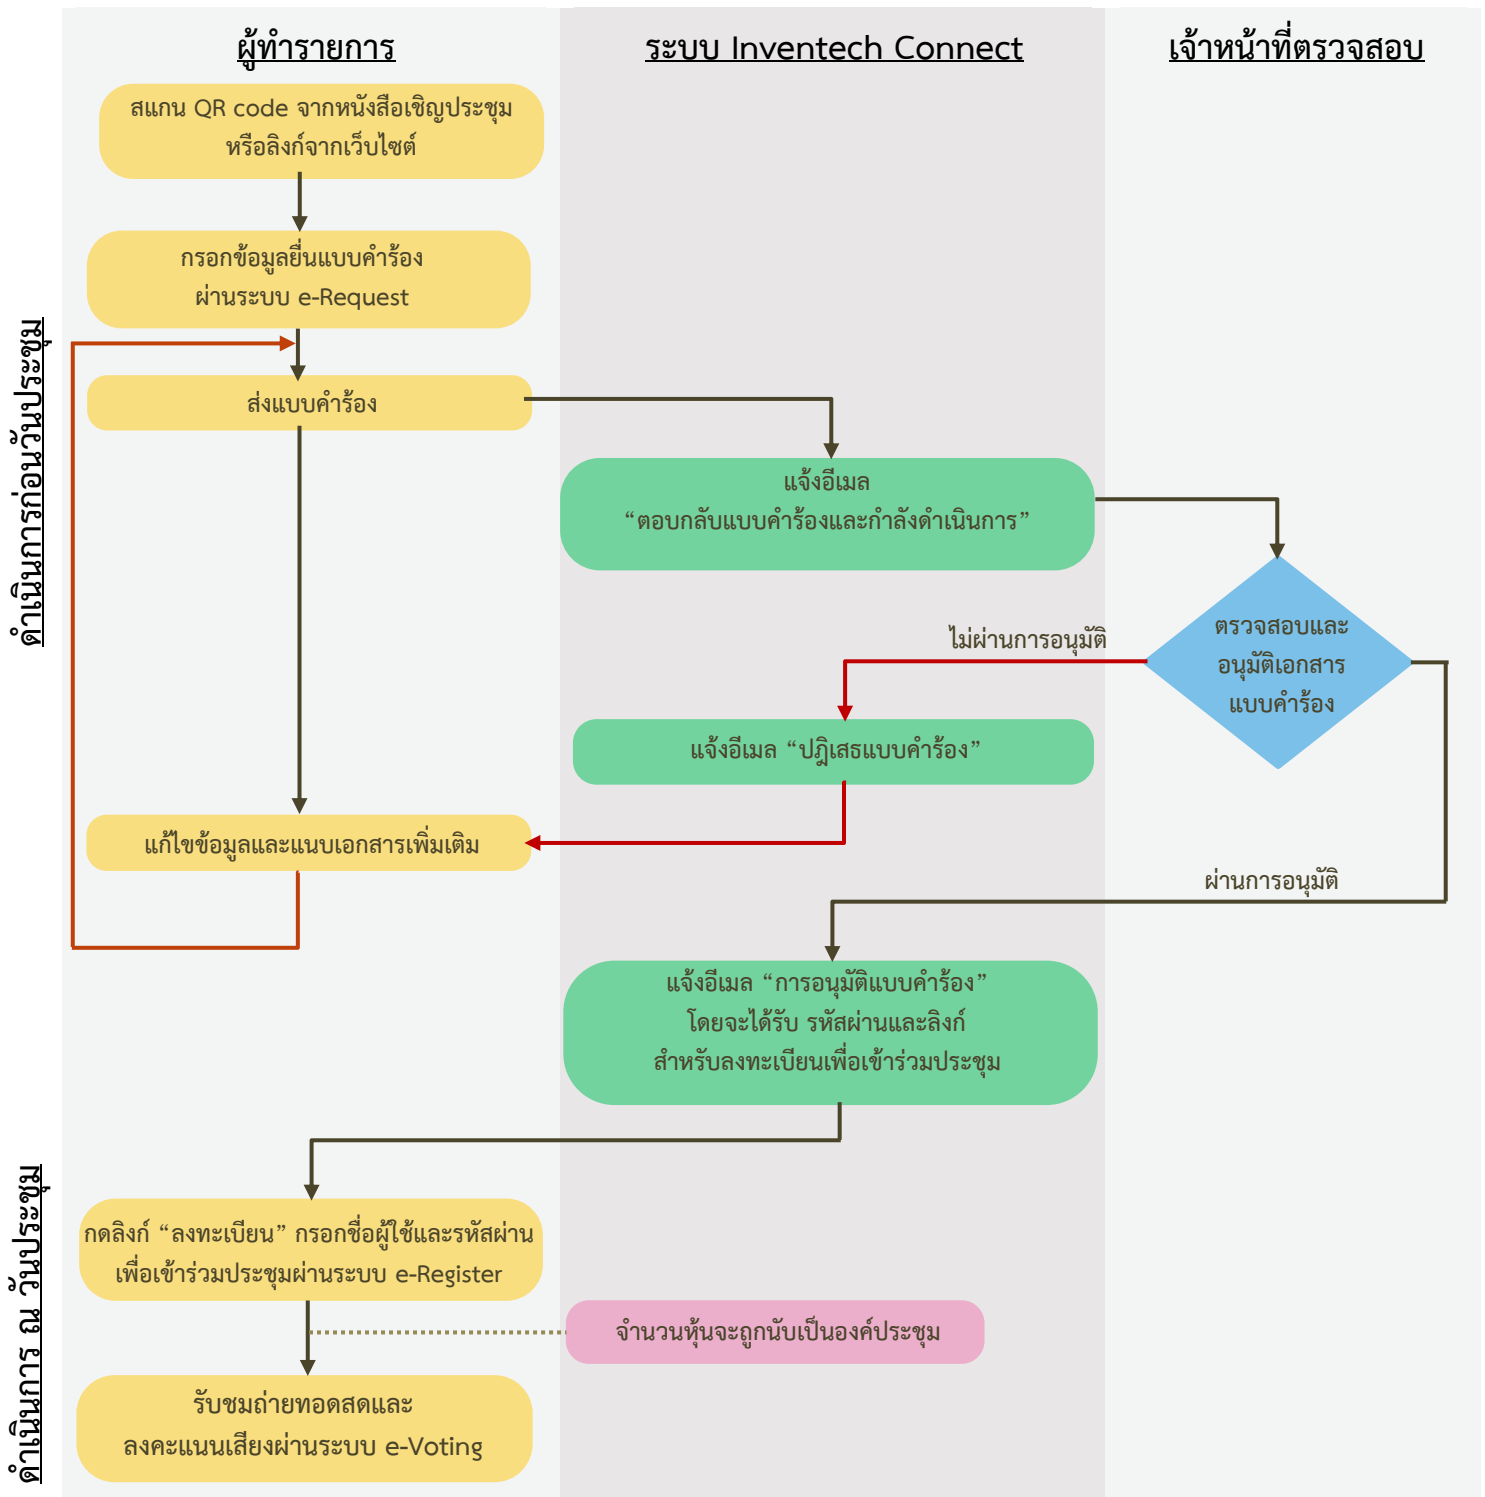 ผู้ทำรายการ
ระบบ Inventech Connect
เจ้าหน้าที่ตรวจสอบ
ดำเนินการก่อนวันประชุม
สแกน QR code จากหนังสือเชิญประชุม
หรือลิงก์จากเว็บไซต์
กรอกข้อมูลยื่นแบบคำร้อง
ผ่านระบบ e-Request
ส่งแบบคำร้อง
แจ้งอีเมล
“ตอบกลับแบบคำร้องและกำลังดำเนินการ”
ตรวจสอบและ
อนุมัติเอกสาร
แบบคำร้อง
ไม่ผ่านการอนุมัติ
แจ้งอีเมล “ปฎิเสธแบบคำร้อง”
แก้ไขข้อมูลและแนบเอกสารเพิ่มเติม
ผ่านการอนุมัติ
แจ้งอีเมล “การอนุมัติแบบคำร้อง”
โดยจะได้รับ รหัสผ่านและลิงก์
สำหรับลงทะเบียนเพื่อเข้าร่วมประชุม
ดำเนินการ ณ วันประชุม
กดลิงก์ “ลงทะเบียน” กรอกชื่อผู้ใช้และรหัสผ่าน
เพื่อเข้าร่วมประชุมผ่านระบบ e-Register
จำนวนหุ้นจะถูกนับเป็นองค์ประชุม
รับชมถ่ายทอดสดและ
ลงคะแนนเสียงผ่านระบบ e-Voting